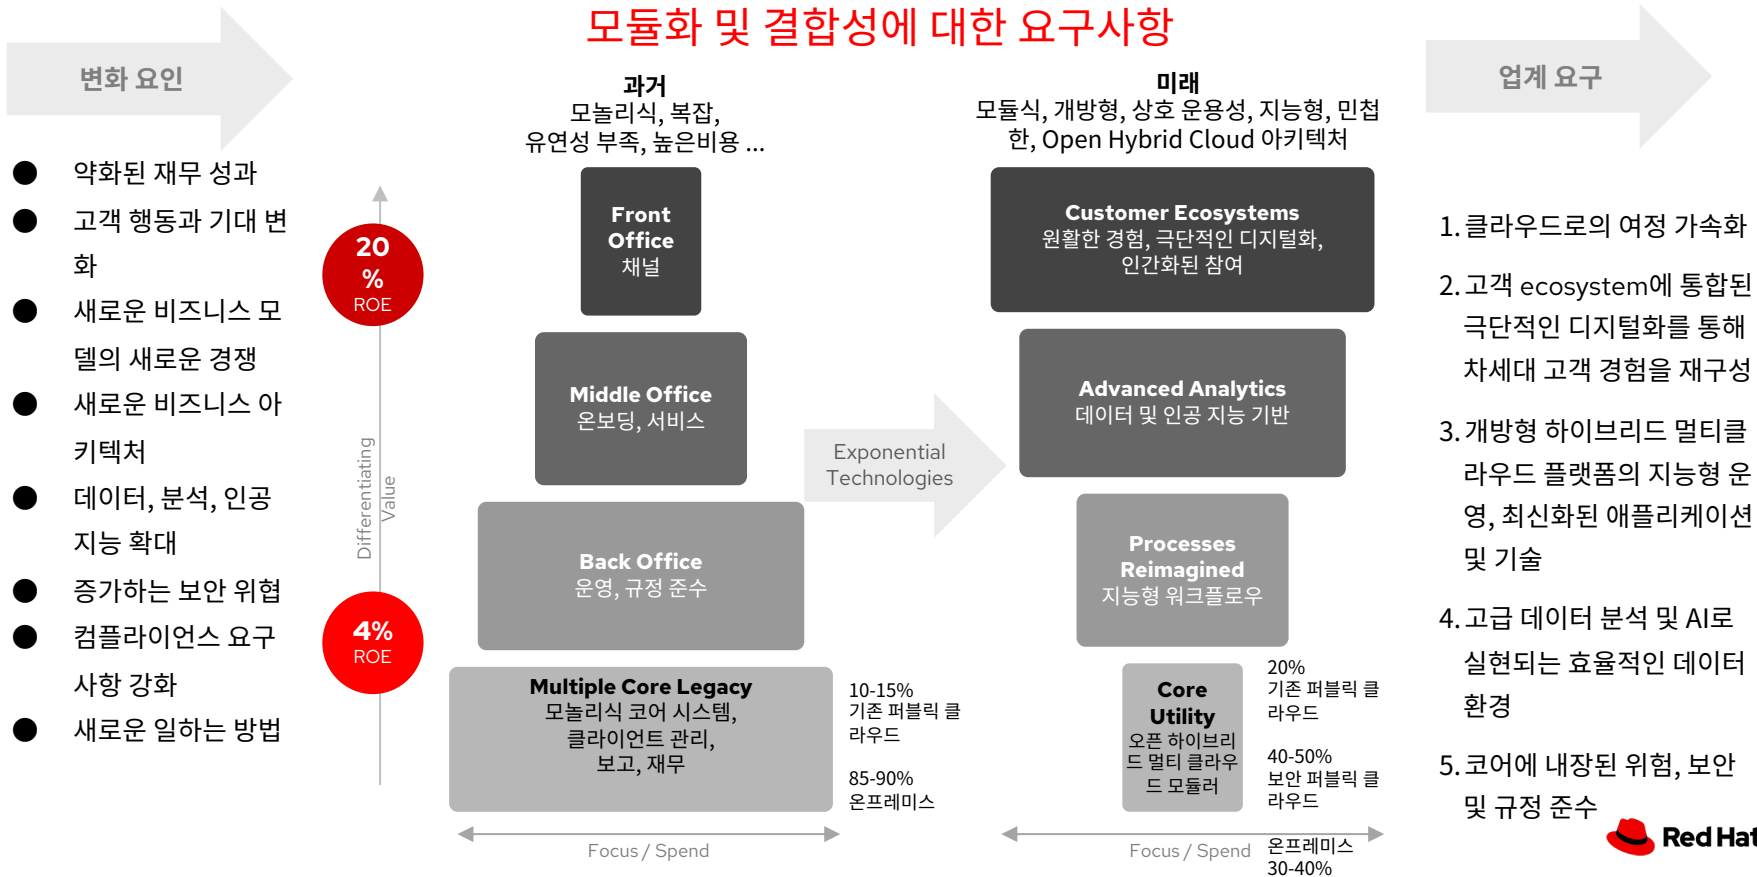 모듈화 및 결합성에 대한 요구사항
변화 요인
약화된 재무 성과
고객 행동과 기대 변
화
새로운 비즈니스 모
델의 새로운 경쟁
새로운 비즈니스 아
키텍처
데이터, 분석, 인공
지능 확대
증가하는 보안 위협
컴플라이언스 요구
사항 강화
새로운 일하는 방법
20
%
ROE
Differentiating
Value
4%
ROE
과거
모놀리식, 복잡,
유연성 부족, 높은비용 ...
Front
Office
채널
Middle Office
온보딩, 서비스
Back Office
운영, 규정 준수
Multiple Core Legacy
모놀리식 코어 시스템,
클라이언트 관리,
보고, 재무
10-15%
기존 퍼블릭 클
라우드
85-90%
온프레미스
Focus / Spend
Exponential
Technologies
미래
모듈식, 개방형, 상호 운용성, 지능형, 민첩
한, Open Hybrid Cloud 아키텍처
Customer Ecosystems
원활한 경험, 극단적인 디지털화,
인간화된 참여
Advanced Analytics
데이터 및 인공 지능 기반
Processes
Reimagined
지능형 워크플로우
Core
Utility
오픈 하이브리
드 멀티 클라우
드 모듈러
20%
기존 퍼블릭 클
라우드
40-50%
보안 퍼블릭 클
라우드
온프레미스
30-40%
Focus / Spend
업계 요구
1. 클라우드로의 여정 가속화
2. 고객 ecosystem에 통합된
극단적인 디지털화를 통해
차세대 고객 경험을 재구성
3. 개방형 하이브리드 멀티클
라우드 플랫폼의 지능형 운
영, 최신화된 애플리케이션
및 기술
4. 고급 데이터 분석 및 AI로
실현되는 효율적인 데이터
환경
5. 코어에 내장된 위험, 보안
및 규정 준수
Red Hat